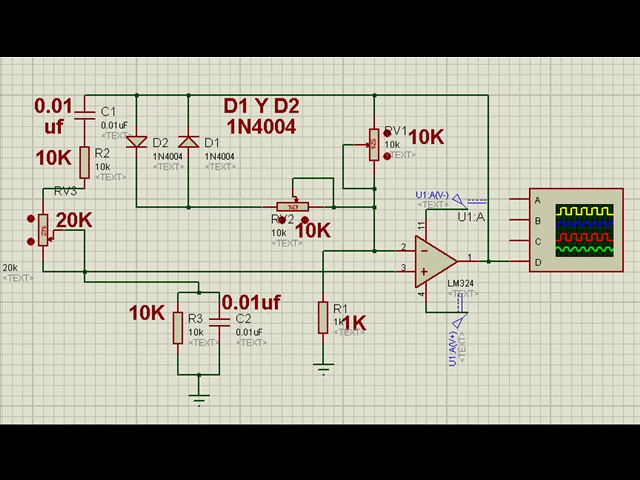 0.01
uf
C1
0.01uF
<TEXT>
10K
R2
10k
<TEXT>
RV3
20K
20k
<TEXT>
D1 Y D2
1N4004
D2
1N4004
<TEXT>
D1
1N4004
<TEXT>
RV1
10k
<TEXT>
10K
RV2
10k
<TEXT>
10K
U1:A(V-)
<TEXT>
U1:A
11
2
3
1
4
LM324
<TEXT>
U1:A(V+)
<TEXT>
A
B
C
D
10K
R3
10k
<TEXT>
0.01uf
C2
0.01uF
<TEXT>
R1
1k
<TEXT>
1K